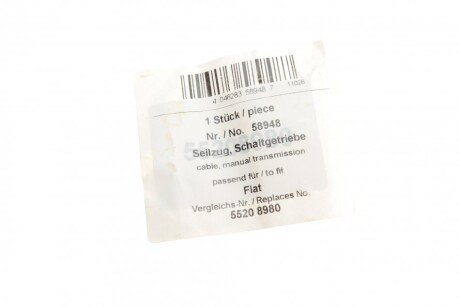 4 046283 58948 7
11026
1 Stück / piece
Nr. / No. 58948
Seilzug, Schaltgetriebe
cable, manual transmission
passend für / to fit
Fiat
Vergleichs-Nr. / Replaces No.
5520 8980